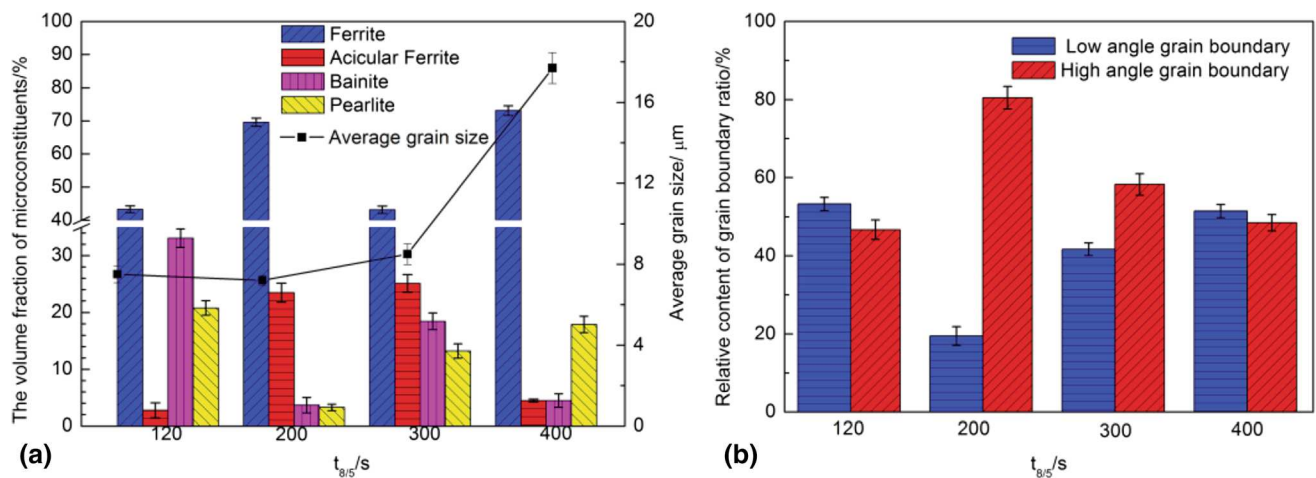 The volume fraction of microconstituents/%
100
90
80
70
60
50
40
30
20
10
0
Ferrite
Acicular Ferrite
Bainite
Pearlite
Average grain size
20
16
12
8
4
0
Average grain size/ μm
120 200 300 400
t8/5/s
(a)
Relative content of grain boundary ratio/%
100
80
60
40
20
0
Low angle grain boundary
High angle grain boundary
120 200 300 400
t8/5/s
(b)